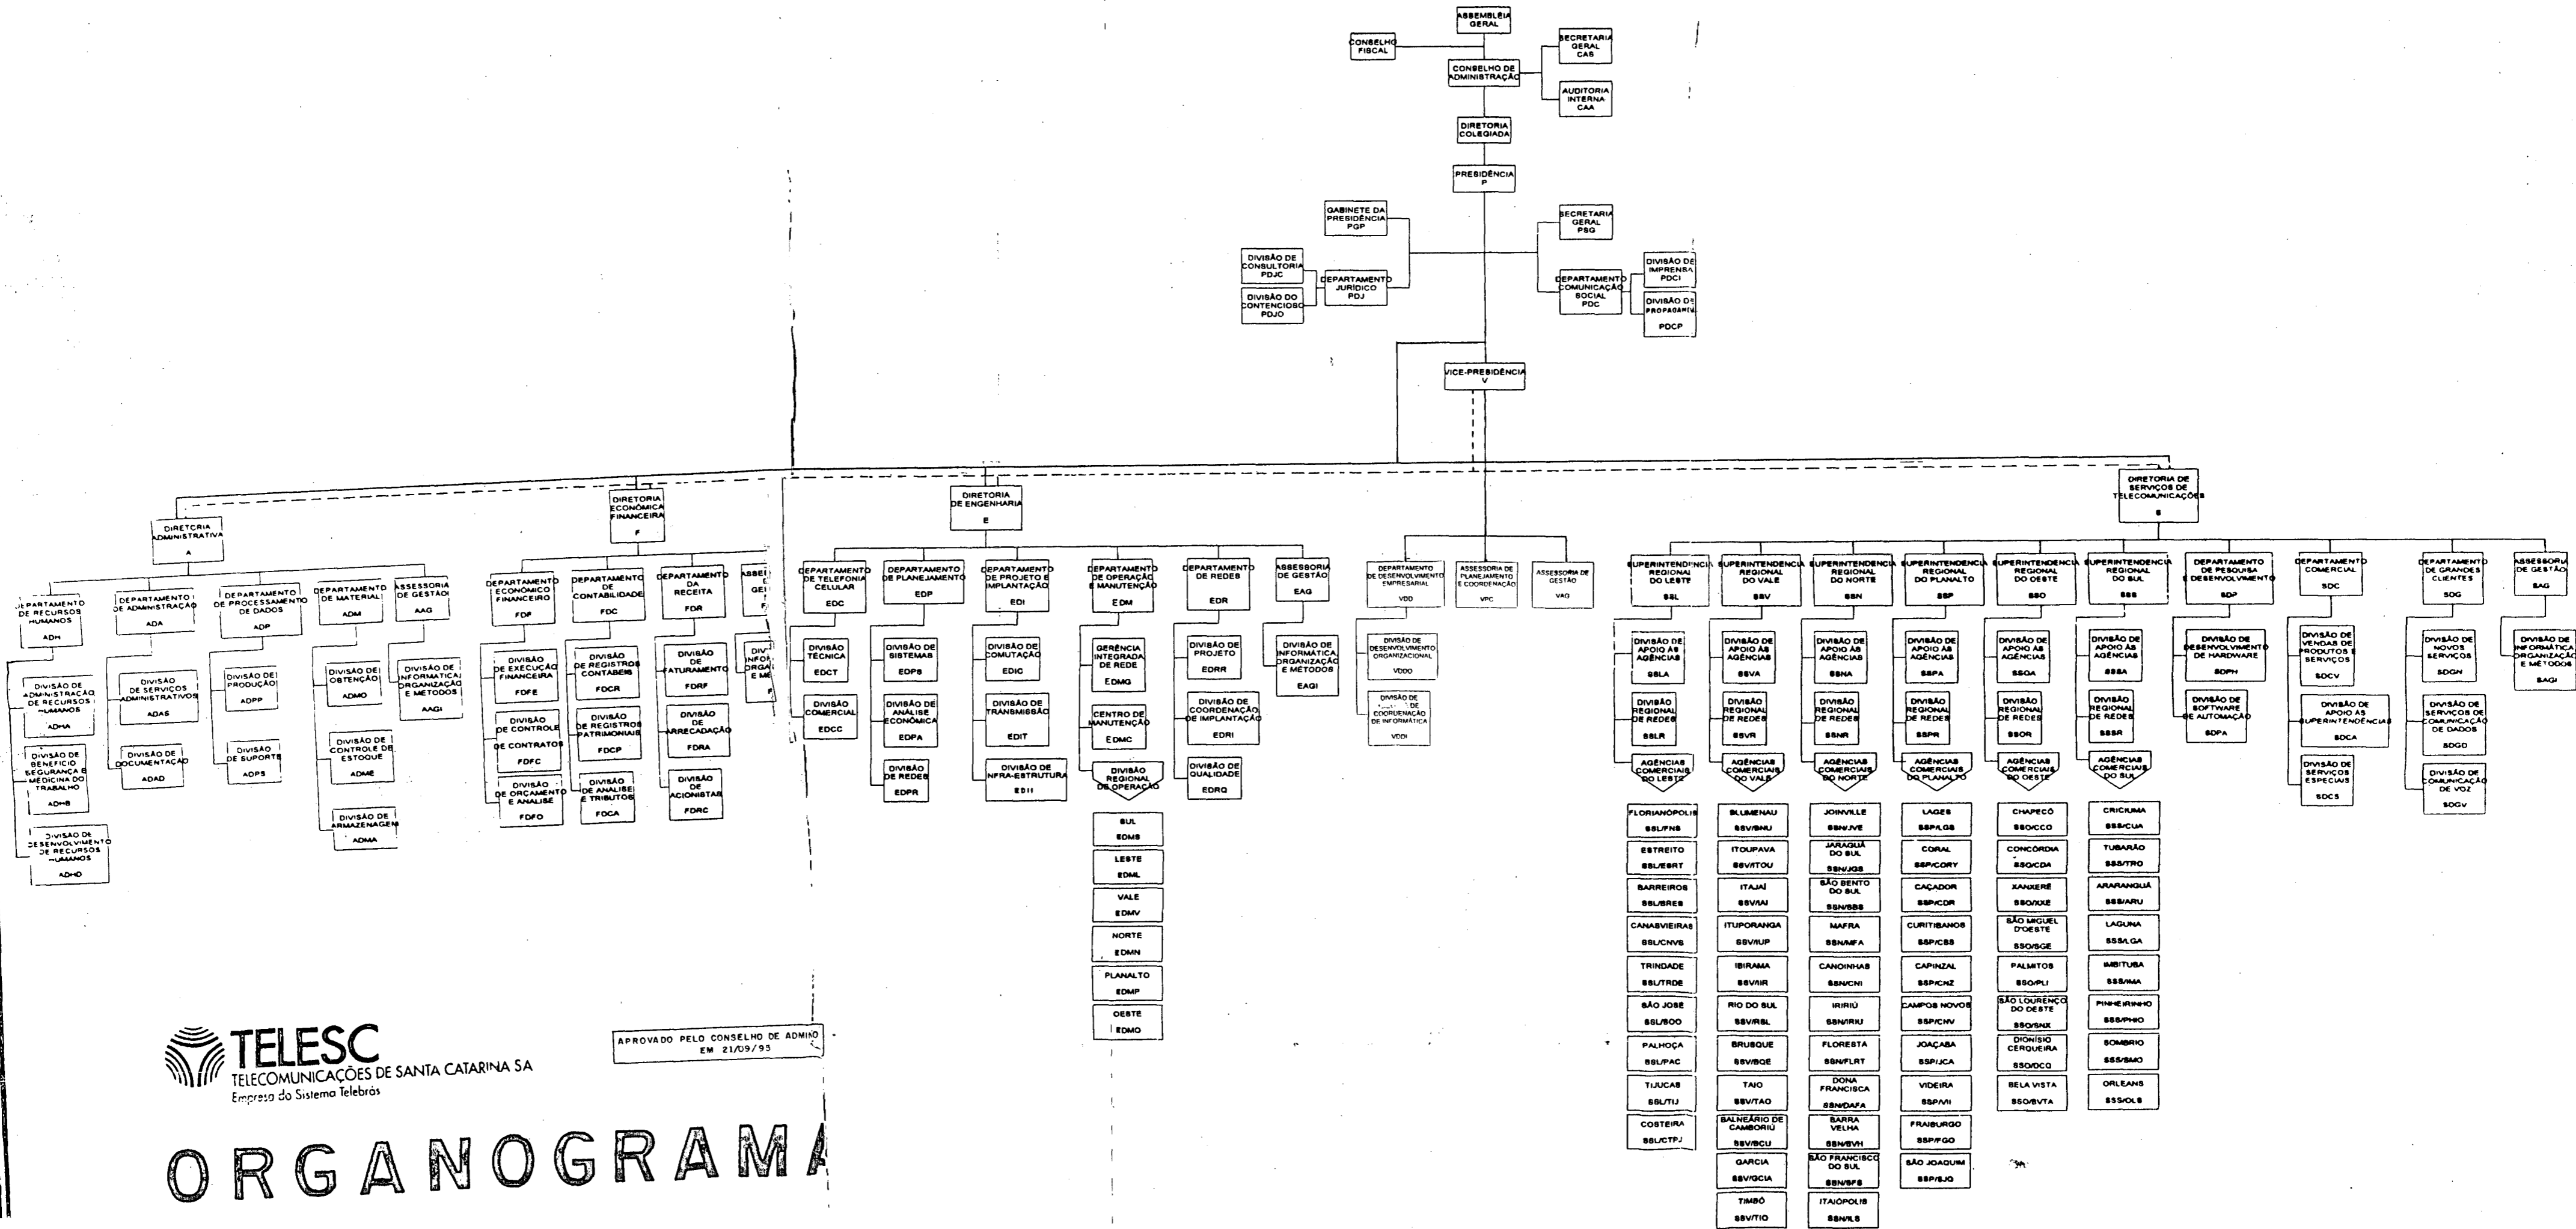 ASSEMBLÉIA
GERAL
CONSELHO
FISCAL
SECRETARIA
GERAL
CAS
CONSELHO DE
ADMINISTRAÇÃO
AUDITORIA
INTERNA
CAA
DIRETORIA
COLEGIADA
PRESIDÊNCIA
P
GABINETE DA
PRESIDÊNCIA
PGP
SECRETARIA
GERAL
PSG
DIVISÃO DE
CONSULTORIA
PDJC
DIVISÃO DO
CONTENCIOSO
PDJO
DEPARTAMENTO
JURÍDICO
PDJ
DEPARTAMENTO
COMUNICAÇÃO
SOCIAL
PDC
DIVISÃO DE
IMPRENSA
PDCI
DIVISÃO DE
PDCP
VICE-PRESIDÊNCIA
V
DIRETORIA
ADMINISTRATIVA
A
DEPARTAMENTO
DE RECURSOS
HUMANOS
ADH
DIVISÃO DE
ADMINISTRAÇÃO
DE RECURSOS
HUMANOS
ADHA
DIVISÃO DE
BENEFICIO
SEGURANÇA E
MEDICINA DO
TRABALHO
ADHB
DIVISÃO DE
DESENVOLVIMENTO
DE RECURSOS
HUMANOS
ADHD
DEPARTAMENTO
DE ADMINISTRAÇÃO
ADA
DIVISÃO
DE SERVIÇOS
ADMINISTRATIVOS
ADAS
DIVISÃO DE
DOCUMENTAÇÃO
ADAD
DEPARTAMENTO
DE PROCESSAMENTO
DE DADOS
ADP
DIVISÃO DE
PRODUÇÃO
ADPP
DIVISÃO
DE SUPORTE
ADPS
DEPARTAMENTO
DE MATERIAL
ADM
DIVISÃO DE
OBTENÇÃO
ADMO
DIVISÃO DE
CONTROLE DE
ESTOQUE
ADME
DIVISÃO DE
ARMAZENAGEM
ADMA
ASSESSORIA
DE GESTÃO
AAG
DIVISÃO DE
INFORMATICA
ORGANIZAÇÃO
E METODOS
AAGI
DIRETORIA
ECONÔMICA
FINANCEIRA
F
DEPARTAMENTO
ECONÔMICO
FINANCEIRO
FDF
DIVISÃO
DE EXECUÇÃO
FINANCEIRA
FDFE
DIVISÃO
DE CONTROLE
DE CONTRATOS
FDFC
DIVISÃO
DE ORÇAMENTO
E ANALISE
FDFO
DEPARTAMENTO
DE
CONTABILIDADE
FDC
DIVISÃO
DE REGISTROS
CONTABEIS
FDCR
DIVISÃO
DE REGISTROS
PATRIMONIAIS
FDCP
DIVISÃO
DE ANALISE
E TRIBUTOS
FDCA
DEPARTAMENTO
DA
RECEITA
FDR
DIVISÃO
DE
FATURAMENTO
FDRF
DIVISÃO
DE
ARRECADAÇÃO
FDRA
DIVISÃO
DE
ACIONISTAS
FDRC
DIRETORIA
DE ENGENHARIA
E
DEPARTAMENTO
DE TELEFONIA
CELULAR
EDC
DIVISÃO
TÉCNICA
EDCT
DIVISÃO
COMERCIAL
EDCC
DEPARTAMENTO
DE PLANEJAMENTO
EDP
DIVISÃO DE
SISTEMAS
EDPS
DIVISÃO DE
ANÁLISE
ECONÔMICA
EDPA
DIVISÃO
DE REDES
EDPR
DEPARTAMENTO
DE PROJETO E
IMPLANTAÇÃO
EDI
DIVISÃO DE
COMUTAÇÃO
EDIC
DIVISÃO DE
TRANSMISSÃO
EDIT
DIVISÃO DE
INFRA-ESTRUTURA
EDII
DEPARTAMENTO
DE OPERAÇÃO
E MANUTENÇÃO
EDM
GERÊNCIA
INTEGRADA
DE REDE
EDMG
CENTRO DE
MANUTENÇÃO
EDMC
DIVISÃO
REGIONAL
DE OPERAÇÃO
SUL
EDMS
LESTE
EDML
VALE
EDMV
NORTE
EDMN
PLANALTO
EDMP
OESTE
EDMO
DEPARTAMENTO
DE REDES
EDR
DIVISÃO DE
PROJETO
EDRR
DIVISÃO DE
COORDENAÇÃO
DE IMPLANTAÇÃO
EDRI
DIVISÃO DE
QUALIDADE
EDRQ
ASSESSORIA
DE GESTÃO
EAG
DIVISÃO DE
INFORMÁTICA
ORGANIZAÇÃO
E MÉTODOS
EAGI
DEPARTAMENTO
DE DESENVOLVIMENTO
EMPRESARIAL
VDD
DIVISÃO DE
DESENVOLVIMENTO
ORGANIZACIONAL
VDDO
DIVISÃO DE
COORDENAÇÃO
DE INFORMÁTICA
VDDI
ASSESSORIA DE
PLANEJAMENTO
E COORDENAÇÃO
VPC
ASSESSORIA DE
GESTÃO
VAG
DIRETORIA DE
SERVIÇOS DE
TELECOMUNICAÇÕES
S
SUPERINTENDENCIA
REGIONAL
DO LESTE
SSL
DIVISÃO DE
APOIO ÀS
AGÊNCIAS
SSLA
DIVISÃO
REGIONAL
DE REDES
SSLR
AGÊNCIAS
COMERCIAIS
DO LESTE
FLORIANÓPOLIS
SSL/FNS
ESTREITO
SSL/ESRT
BARREIROS
SSL/BRES
CANASVIEIRAS
SSL/CNVS
TRINDADE
SSL/TRDE
SÃO JOSÉ
SSL/SOO
PALHOÇA
SSL/PAC
TIJUCAS
SSL/TIJ
COSTEIRA
SSL/CTPJ
SUPERINTENDENCIA
REGIONAL
DO VALE
SSV
DIVISÃO DE
APOIO ÀS
AGÊNCIAS
SSVA
DIVISÃO
REGIONAL
DE REDES
SSVR
AGÊNCIAS
COMERCIAIS
DO VALE
BLUMENAU
SSV/BNU
ITOUPAVA
SSV/ITOU
ITAJAÍ
SSV/IAI
ITUPORANGA
SSV/IUP
IBIRAMA
SSV/IIR
RIO DO SUL
SSV/RSL
BRUSQUE
SSV/BQE
TAIO
SSV/TAO
BALNEÁRIO DE
CAMBORIÚ
SSV/BCU
GARCIA
SSV/GCIA
TIMBÓ
SSV/TIO
SUPERINTENDENCIA
REGIONAL
DO NORTE
SSN
DIVISÃO DE
APOIO ÀS
AGÊNCIAS
SSNA
DIVISÃO
REGIONAL
DE REDES
SSNR
AGÊNCIAS
COMERCIAIS
DO NORTE
JOINVILLE
SSN/JVE
JARAGUÁ
DO SUL
SSN/JGS
SÃO BENTO
DO SUL
SSN/SBS
MAFRA
SSN/MFA
CANOINHAS
SSN/CNI
IRIRIÚ
SSN/IRIU
FLORESTA
SSN/FLRT
DONA
FRANCISCA
SSN/DAFA
BARRA
VELHA
SSN/BVH
SÃO FRANCISCO
DO SUL
SSN/SFS
ITAIÓPOLIS
SSN/ILS
SUPERINTENDENCIA
REGIONAL
DO PLANALTO
SSP
DIVISÃO DE
APOIO ÀS
AGÊNCIAS
SSPA
DIVISÃO
REGIONAL
DE REDES
SSPR
AGÊNCIAS
COMERCIAIS
DO PLANALTO
LAGES
SSP/LGS
CORAL
SSP/CORY
CAÇADOR
SSP/CDR
CURITIBANOS
SSP/CBS
CAPINZAL
SSP/CNZ
CAMPOS NOVOS
SSP/CNV
JOAÇABA
SSP/JCA
VIDEIRA
SSP/VII
FRAIBURGO
SSP/FGO
SÃO JOAQUIM
SSP/SJQ
SUPERINTENDENCIA
REGIONAL
DO OESTE
SSO
DIVISÃO DE
APOIO ÀS
AGÊNCIAS
SSOA
DIVISÃO
REGIONAL
DE REDES
SSOR
AGÊNCIAS
COMERCIAIS
DO OESTE
CHAPECÓ
SSO/CCO
CONCÓRDIA
SSO/CDA
XANXERÊ
SSO/XXE
SÃO MIGUEL
D'OESTE
SSO/SGE
PALMITOS
SSO/PLI
SÃO LOURENÇO
DO OESTE
SSO/SNX
DIONÍSIO
CERQUEIRA
SSO/DCQ
BELA VISTA
SSO/BVTA
SUPERINTENDENCIA
REGIONAL
DO SUL
SSS
DIVISÃO DE
APOIO ÀS
AGÊNCIAS
SSSA
DIVISÃO
REGIONAL
DE REDES
SSSR
AGÊNCIAS
COMERCIAIS
DO SUL
CRICIUMA
SSS/CUA
TUBARÃO
SSS/TRO
ARARANGUÁ
SSS/ARU
LAGUNA
SSS/LGA
IMBITUBA
SSS/IMA
PINHEIRINHO
SSS/PHIO
SOMBRIO
SSS/SMO
ORLEANS
SSS/OLS
DEPARTAMENTO
DE PESQUISA
E DESENVOLVIMENTO
SDP
DIVISÃO DE
DESENVOLVIMENTO
DE HARDWARE
SDPH
DIVISÃO DE
SOFTWARE
DE AUTOMAÇÃO
SDPA
DEPARTAMENTO
COMERCIAL
SDC
DIVISÃO DE
VENDAS DE
PRODUTOS E
SERVIÇOS
SDCV
DIVISÃO DE
APOIO ÀS
SUPERINTENDÊNCIAS
SDCA
DIVISÃO DE
SERVIÇOS
ESPECIAIS
SDCS
DEPARTAMENTO
DE GRANDES
CLIENTES
SDG
DIVISÃO DE
NOVOS
SERVIÇOS
SDGN
DIVISÃO DE
SERVIÇOS DE
COMUNICAÇÃO
DE DADOS
SDGD
DIVISÃO DE
COMUNICAÇÃO
DE VOZ
SDGV
ASSESSORIA
DE GESTÃO
SAG
DIVISÃO DE
INFORMÁTICA
ORGANIZAÇÃO
E MÉTODOS
SAGI
TELESC
TELECOMUNICAÇÕES DE SANTA CATARINA SA
Empresa do Sistema Telebrás
APROVADO PELO CONSELHO DE ADMINO
EM 21/09/95
ORGANOGRAMA